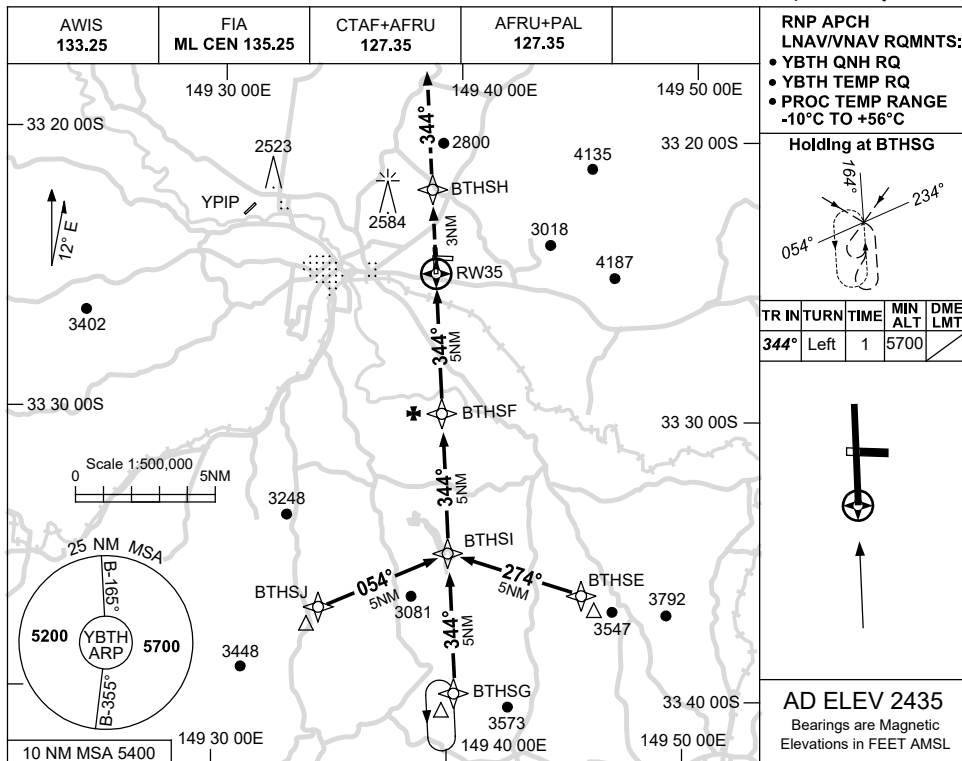 AWIS
133.25
FIA
ML CEN 135.25
CTAF+AFRU
127.35
AFRU+PAL
127.35
RNP APCH
LNAV/VNAV RQMNTS:
• YBTH QNH RQ
• YBTH TEMP RQ
• PROC TEMP RANGE
-10°C TO +56°C
149 30 00E
149 40 00E
149 50 00E
33 20 00S
33 20 00S
344°
2800
2523
4135
YPIP
2584
BTHSH
12° E
3NM
3018
RW35
4187
3402
344°
5NM
33 30 00S
BTHSF
33 30 00S
Scale 1:500,000
0
5NM
344°
5NM
3248
BTHSI
25 NM MSA
B-165°
5200
YBTH
ARP
5700
B-355°
BTHSJ
054°
5NM
3081
274°
5NM
BTHSE
3547
3792
344°
5NM
3448
BTHSG
3573
33 40 00S
149 30 00E
149 40 00E
149 50 00E
10 NM MSA 5400
Holding at BTHSG
164°
234°
054°
TR IN
TURN
TIME
MIN
ALT
DME
LMT
344°
Left
1
5700
AD ELEV 2435
Bearings are Magnetic
Elevations in FEET AMSL